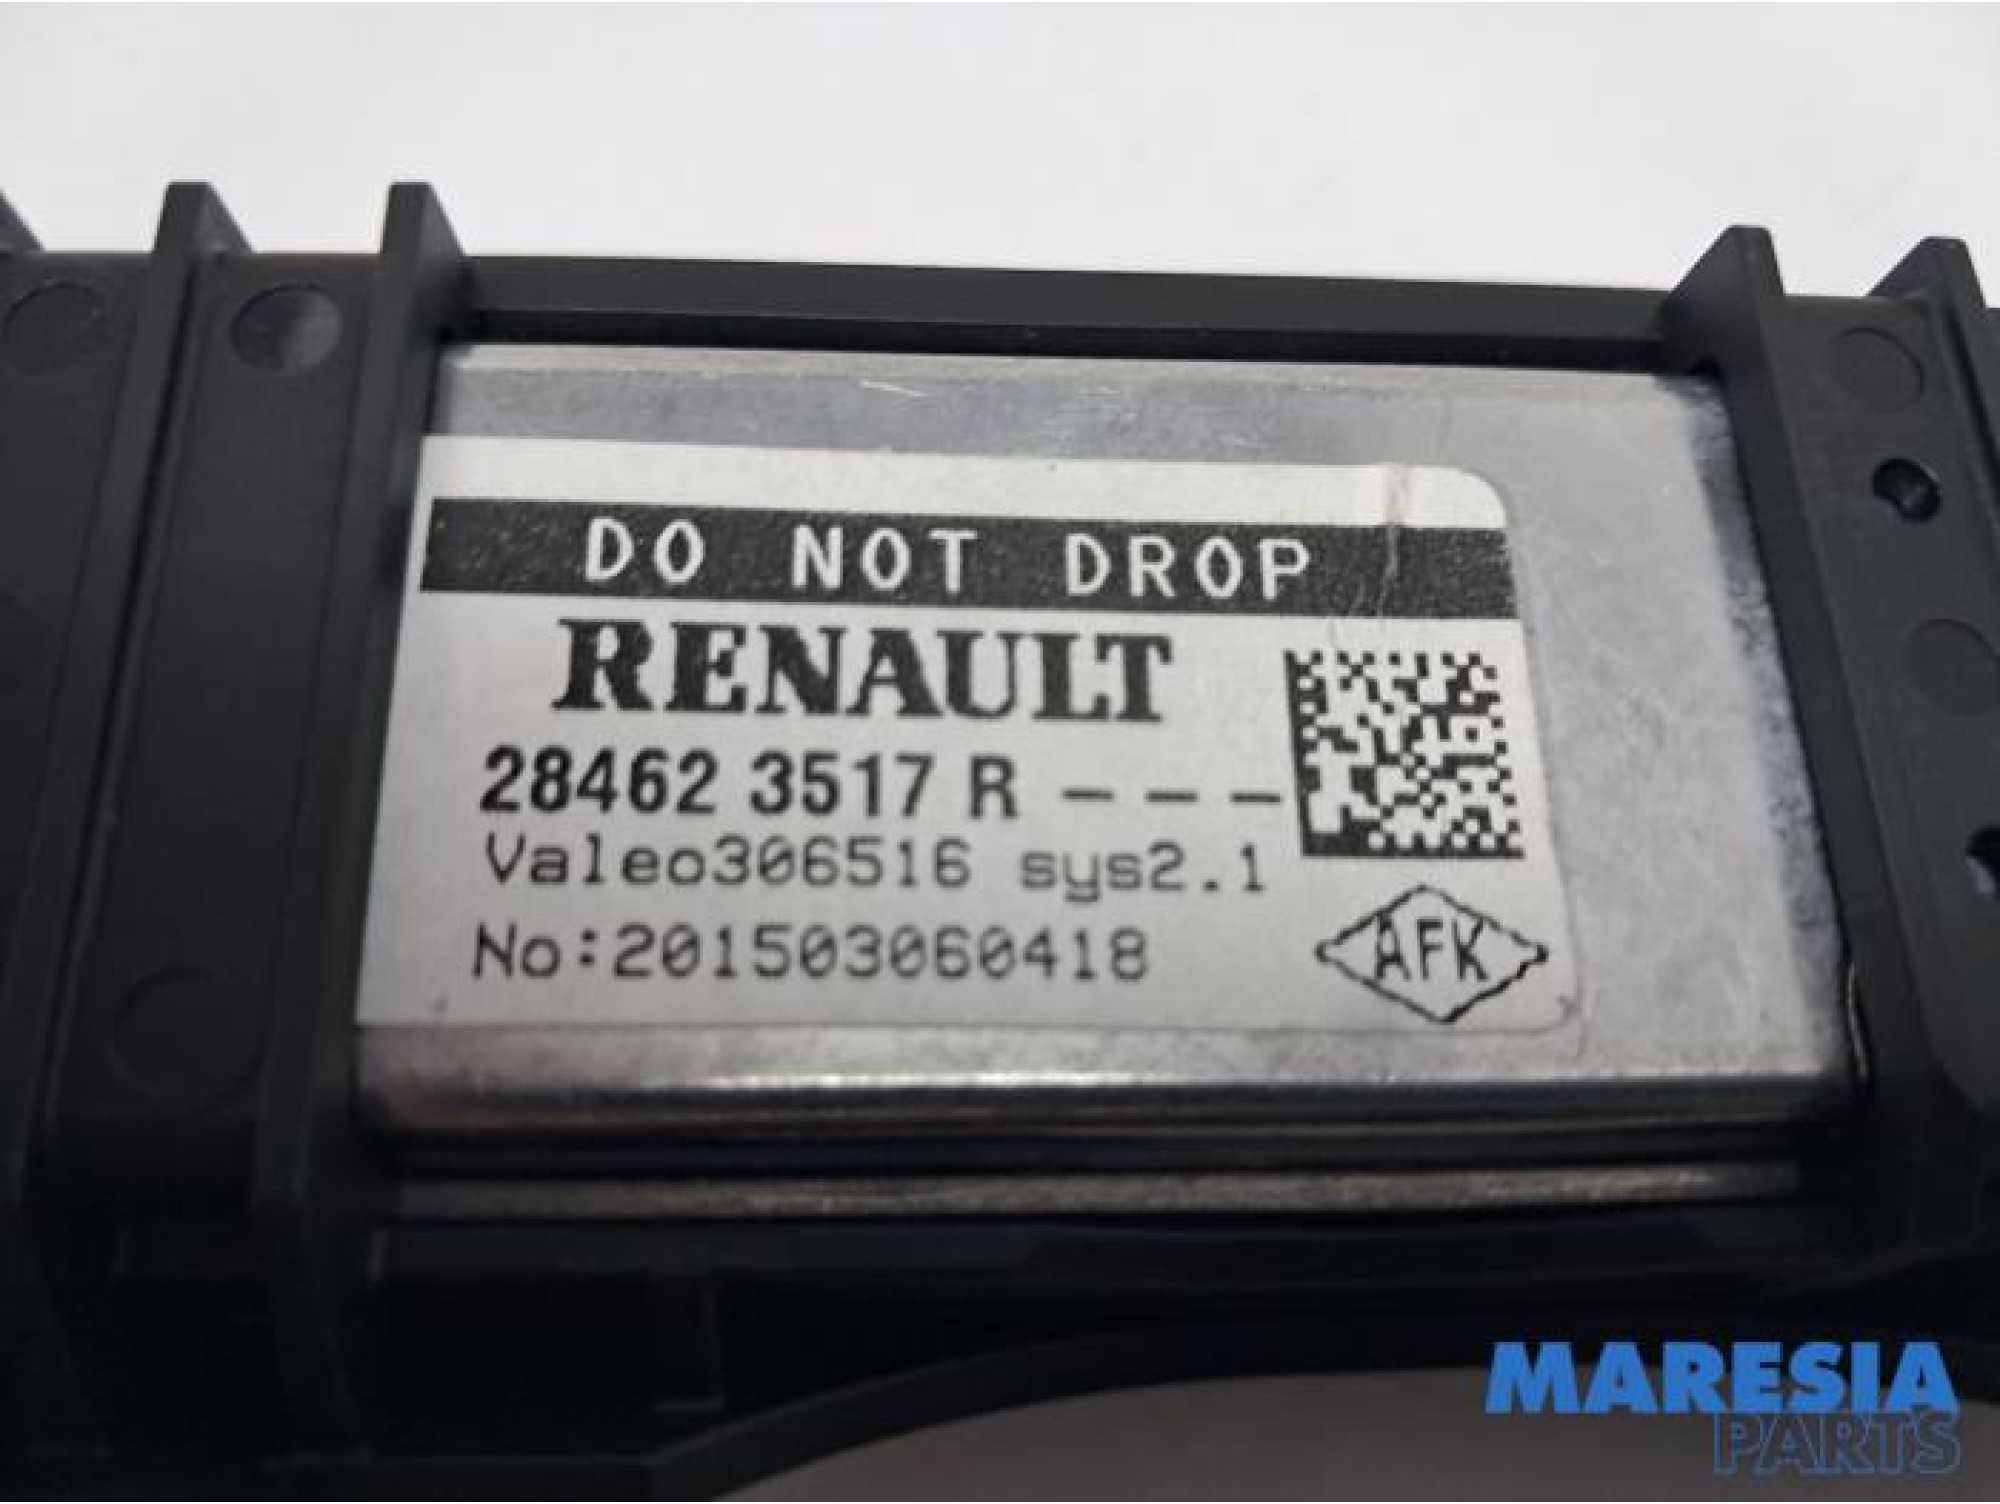 DO NOT DROP
RENAULT
28462 3517 R - - -
Valeo306516 sys2.1
No:201503060418
AFK
MARESIA
PARTS